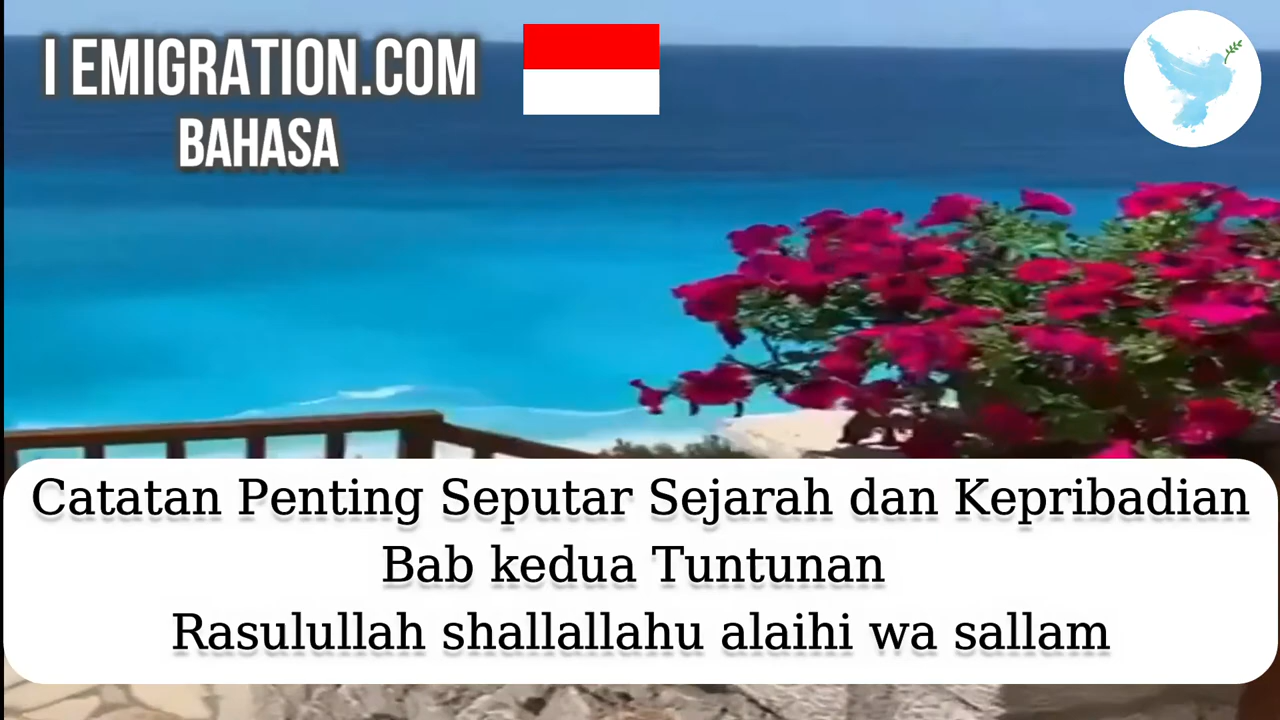 I EMIGRATION.COM
BAHASA
Catatan Penting Seputar Sejarah dan Kepribadian
Bab kedua Tuntunan
Rasulullah shallallahu alaihi wa sallam